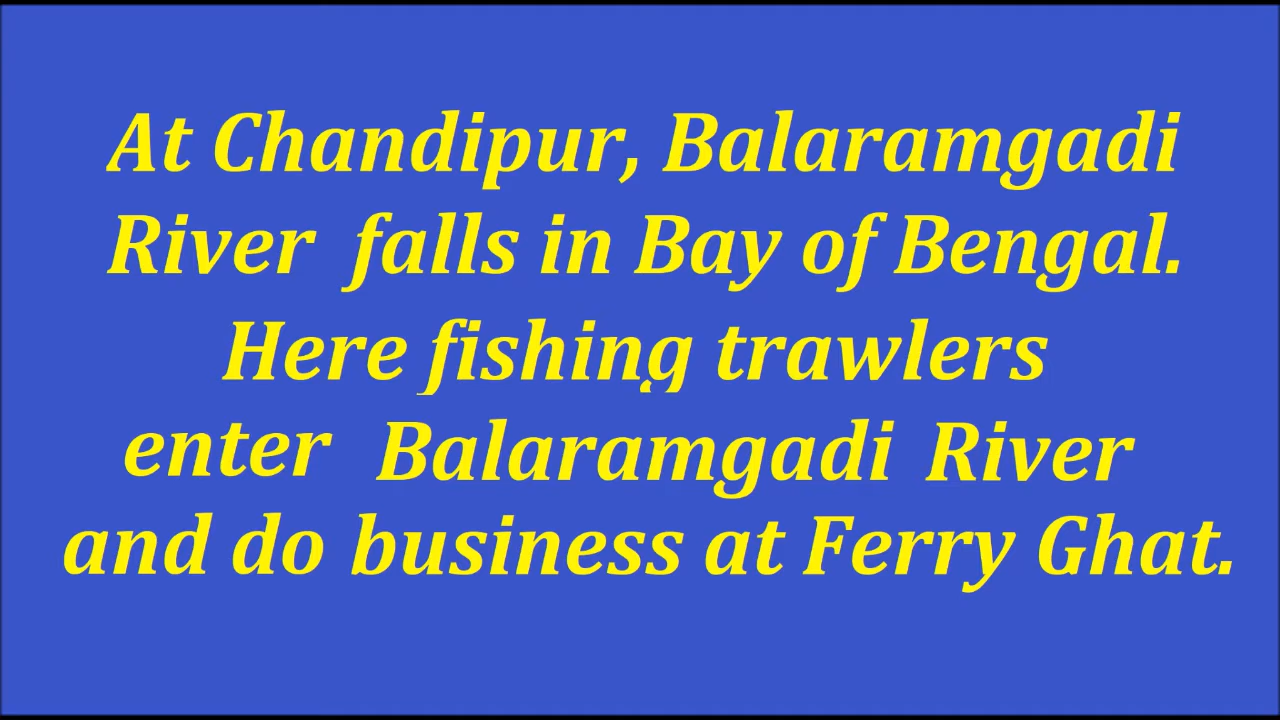 At Chandipur, Balaramgadi
River falls in Bay of Bengal.
Here fishing trawlers
enter Balaramgadi River
and do business at Ferry Ghat.